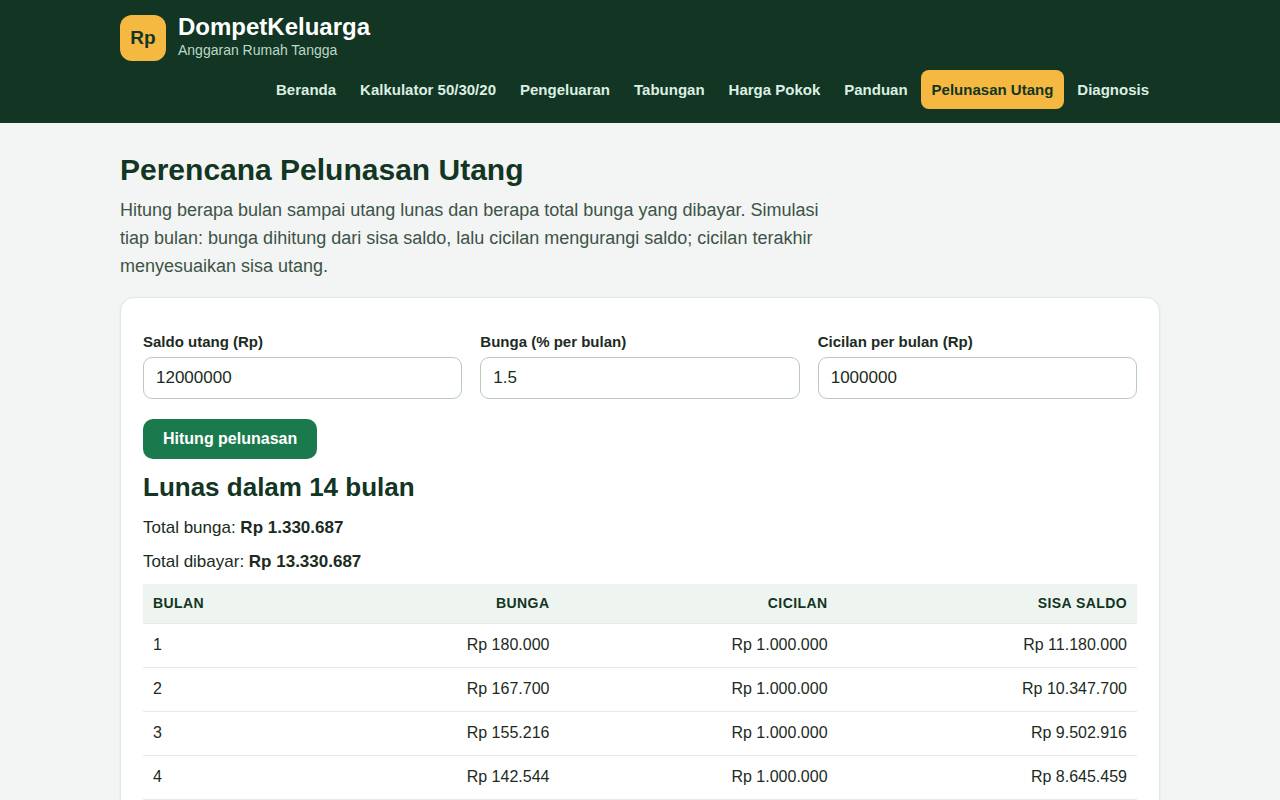 Rp
DompetKeluarga
Anggaran Rumah Tangga
Beranda Kalkulator 50/30/20 Pengeluaran Tabungan Harga Pokok Panduan Pelunasan Utang Diagnosis
Perencana Pelunasan Utang
Hitung berapa bulan sampai utang lunas dan berapa total bunga yang dibayar. Simulasi
tiap bulan: bunga dihitung dari sisa saldo, lalu cicilan mengurangi saldo; cicilan terakhir
menyesuaikan sisa utang.
Saldo utang (Rp) Bunga (% per bulan) Cicilan per bulan (Rp)
12000000 1.5 1000000
Hitung pelunasan
Lunas dalam 14 bulan
Total bunga: Rp 1.330.687
Total dibayar: Rp 13.330.687
BULAN BUNGA CICILAN SISA SALDO
1 Rp 180.000 Rp 1.000.000 Rp 11.180.000
2 Rp 167.700 Rp 1.000.000 Rp 10.347.700
3 Rp 155.216 Rp 1.000.000 Rp 9.502.916
4 Rp 142.544 Rp 1.000.000 Rp 8.645.459